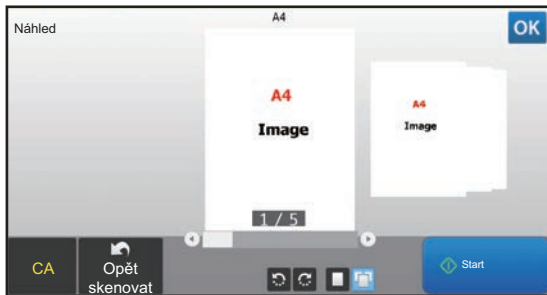 Náhled
A4
OK
A4
Image
A4
Image
1 / 5
CA
Opět
skenovat
Start